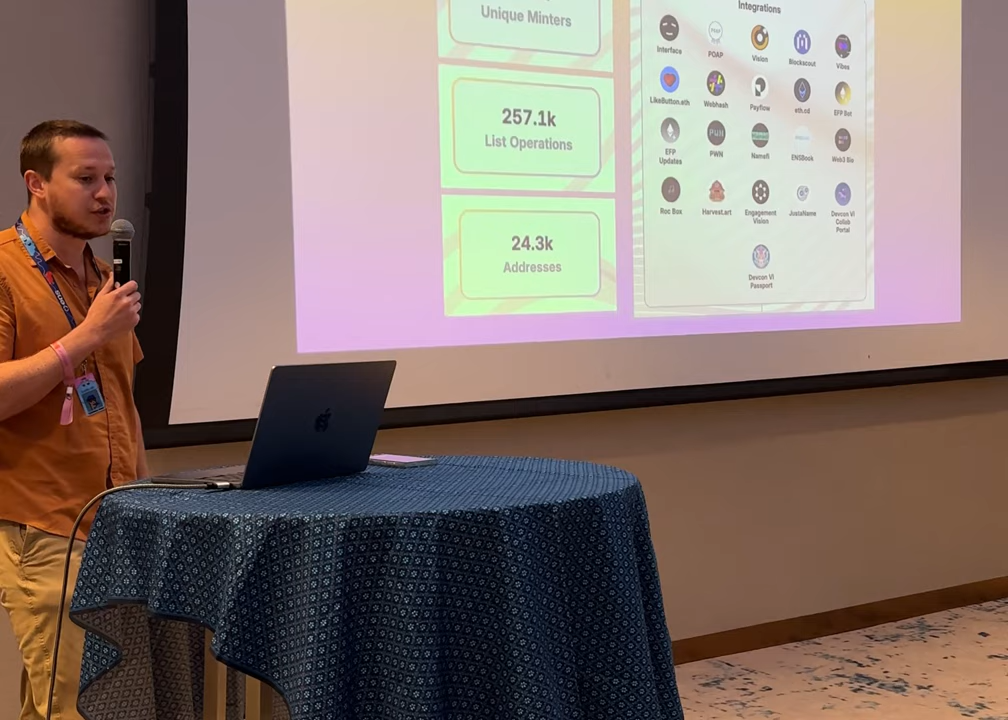 Unique Minters
257.1k
List Operations
24.3k
Addresses
Integrations
Interface
POAP
Vision
Blockscout
Vibes
LikeButton.eth
Webhash
Payflow
eth.cd
EFP Bot
EFP
Updates
PWN
Namefi
ENSBook
Web3 Bio
Roc Box
Harvest.art
Engagement
Vision
JustaName
Devcon VI
Collab
Portal
Devcon VI
Passport